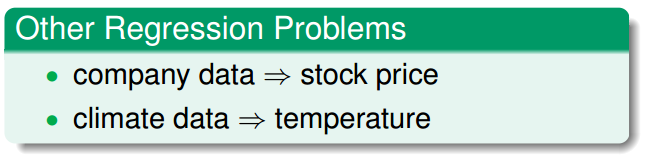 Other Regression Problems
• company data ⇒ stock price
• climate data ⇒ temperature